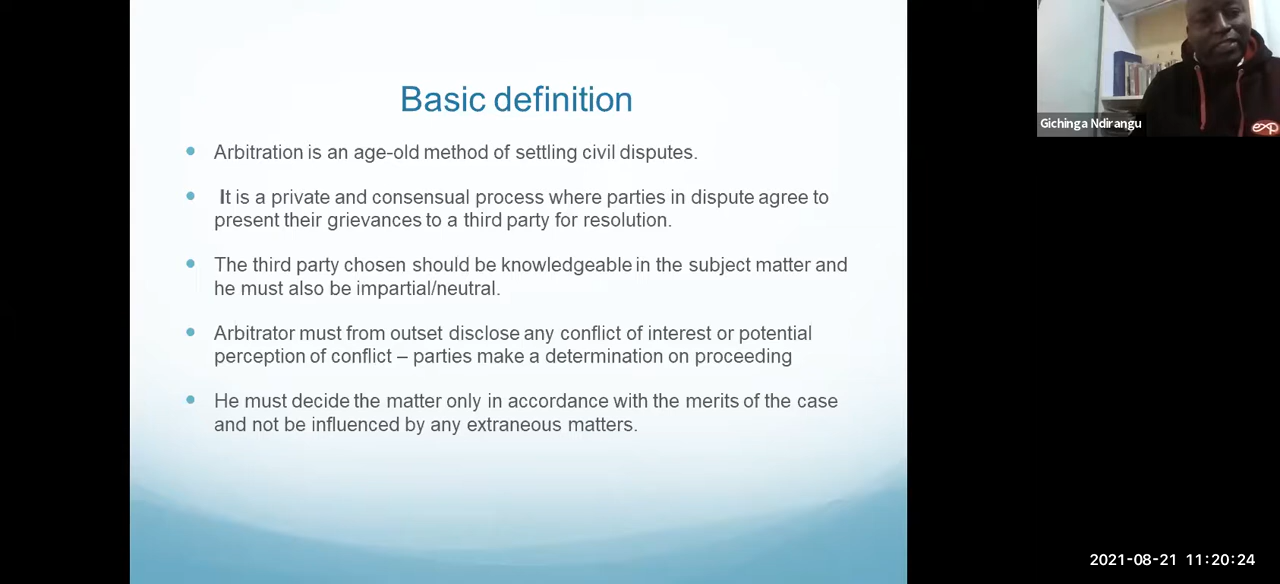 Basic definition
Arbitration is an age-old method of settling civil disputes.
It is a private and consensual process where parties in dispute agree to
present their grievances to a third party for resolution.
The third party chosen should be knowledgeable in the subject matter and
he must also be impartial/neutral.
Arbitrator must from outset disclose any conflict of interest or potential
perception of conflict – parties make a determination on proceeding
He must decide the matter only in accordance with the merits of the case
and not be influenced by any extraneous matters.
Gichinga Ndirangu
exp
2021-08-21 11:20:24